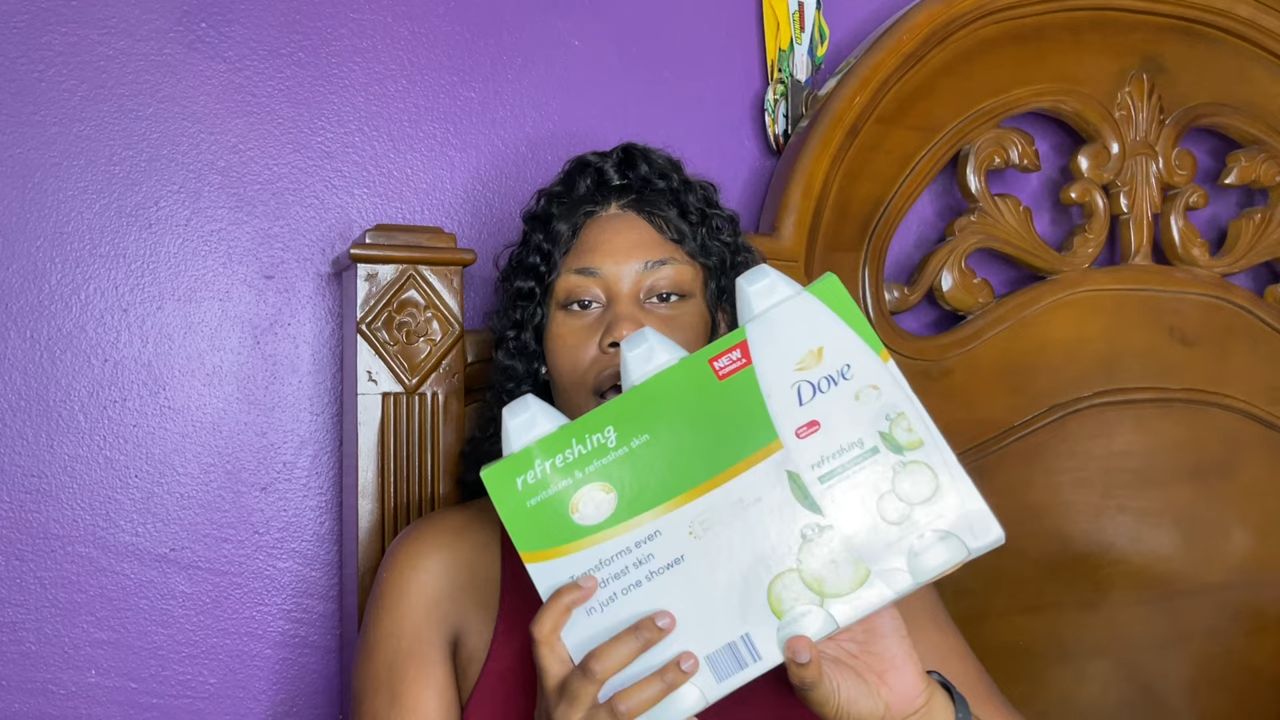 NEW
FORMULA
refreshing
revitalizes & refreshes skin
Transforms even
driest skin
in just one shower
Dove
refreshing